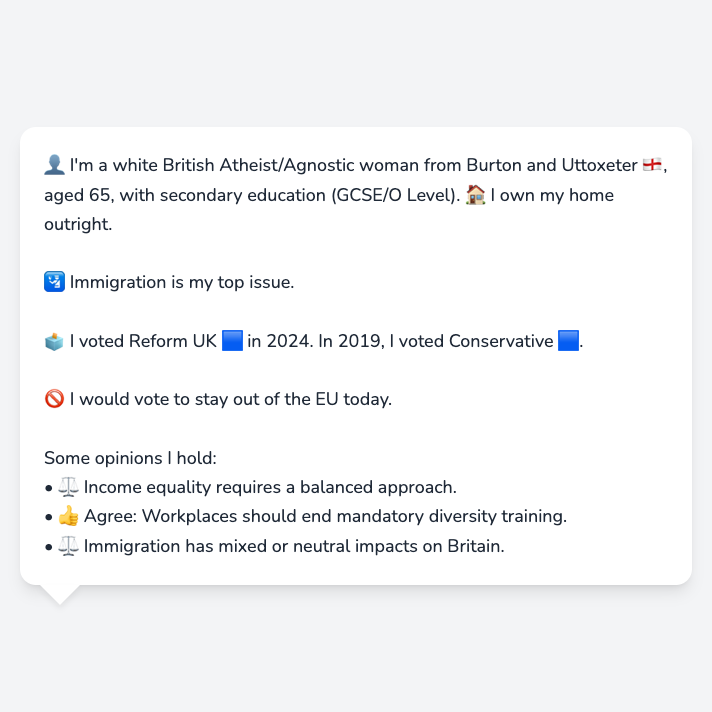 👤 I'm a white British Atheist/Agnostic woman from Burton and Uttoxeter 🏴󠁧󠁢󠁥󠁮󠁧󠁿,
aged 65, with secondary education (GCSE/O Level). 🏠 I own my home
outright.
🛂 Immigration is my top issue.
🗳️ I voted Reform UK 🟦 in 2024. In 2019, I voted Conservative 🟦.
🚫 I would vote to stay out of the EU today.
Some opinions I hold:
• ⚖️ Income equality requires a balanced approach.
• 👍 Agree: Workplaces should end mandatory diversity training.
• ⚖️ Immigration has mixed or neutral impacts on Britain.